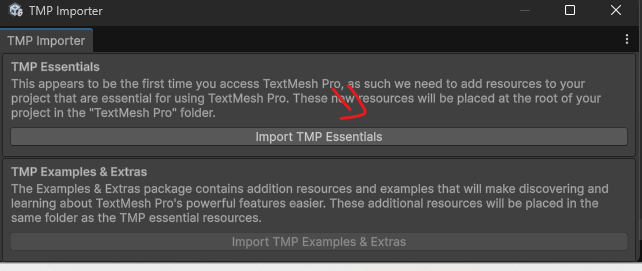 TMP Importer
TMP Importer
TMP Essentials
This appears to be the first time you access TextMesh Pro, as such we need to add resources to your
project that are essential for using TextMesh Pro. These new resources will be placed at the root of your
project in the "TextMesh Pro" folder.
Import TMP Essentials
TMP Examples & Extras
The Examples & Extras package contains addition resources and examples that will make discovering and
learning about TextMesh Pro's powerful features easier. These additional resources will be placed in the
same folder as the TMP essential resources.
Import TMP Examples & Extras